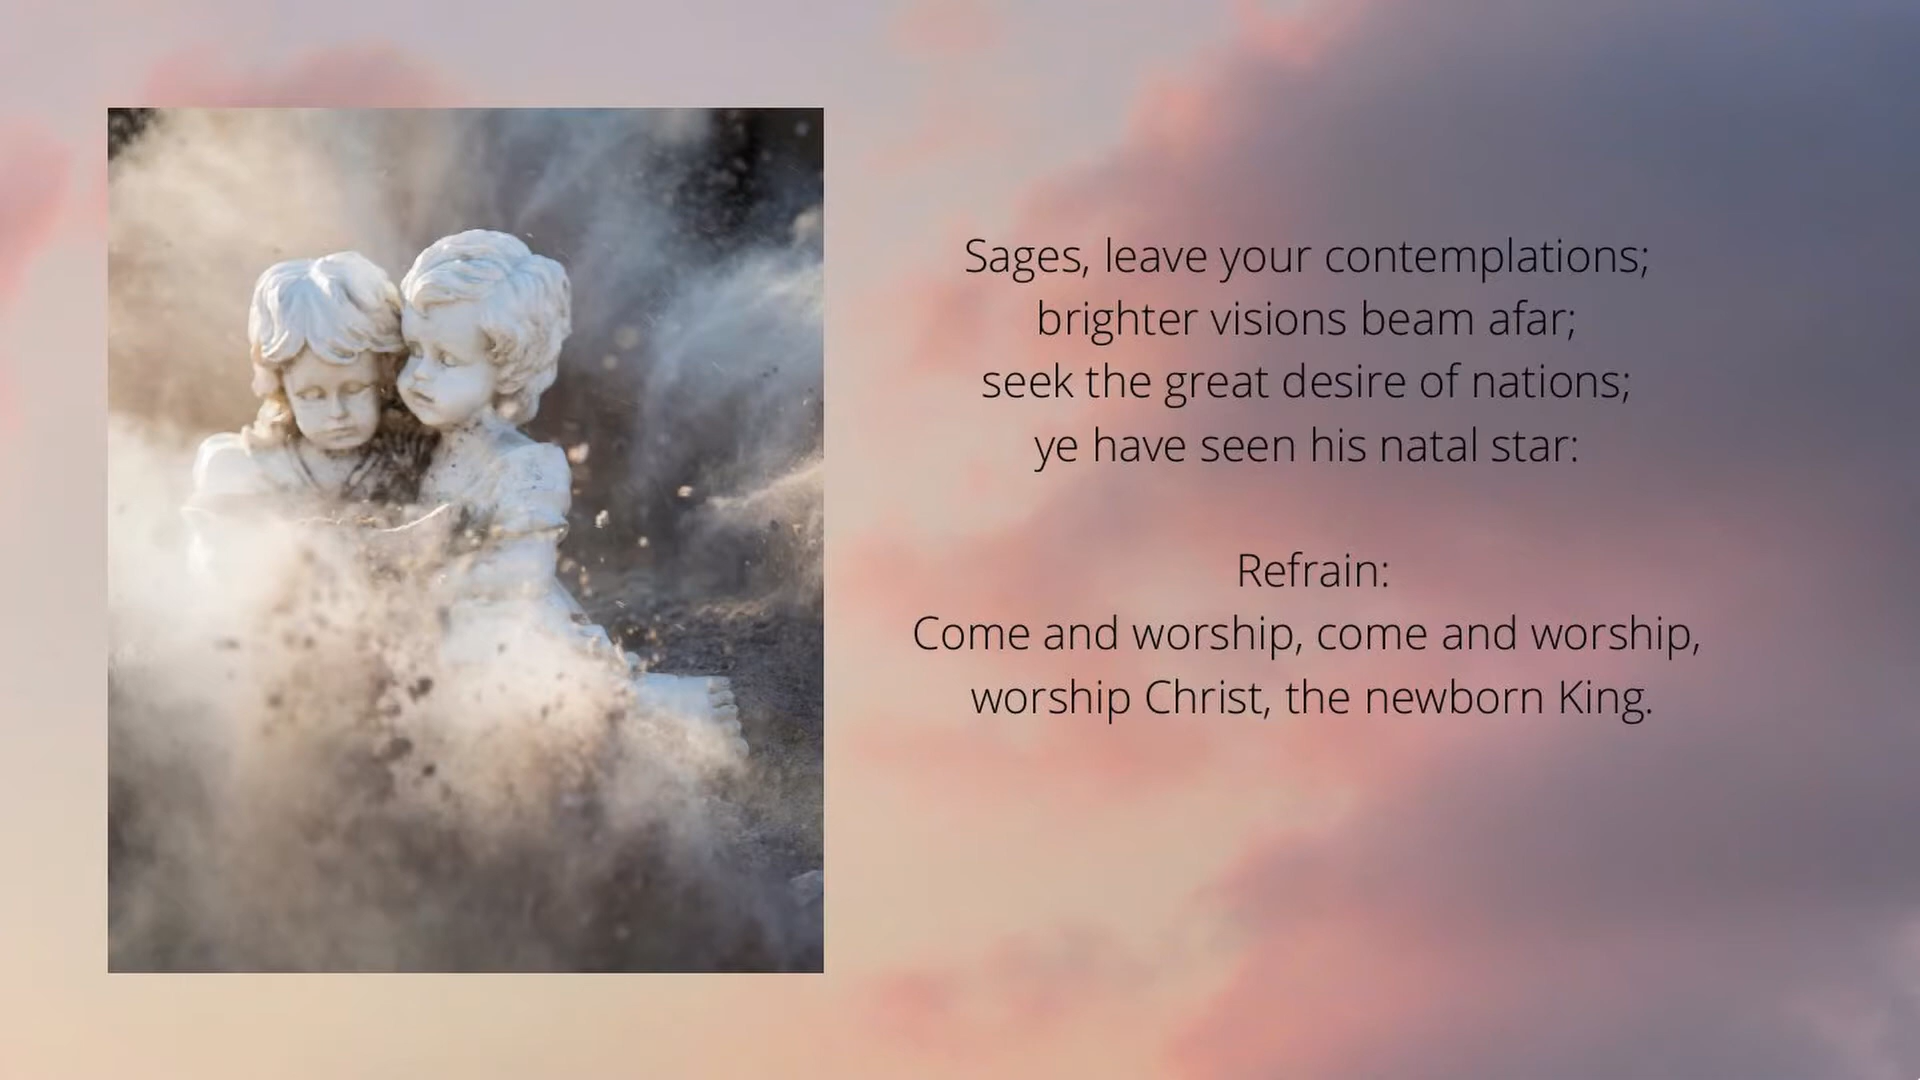 Sages, leave your contemplations;
brighter visions beam afar;
seek the great desire of nations;
ye have seen his natal star:
Refrain:
Come and worship, come and worship,
worship Christ, the newborn King.